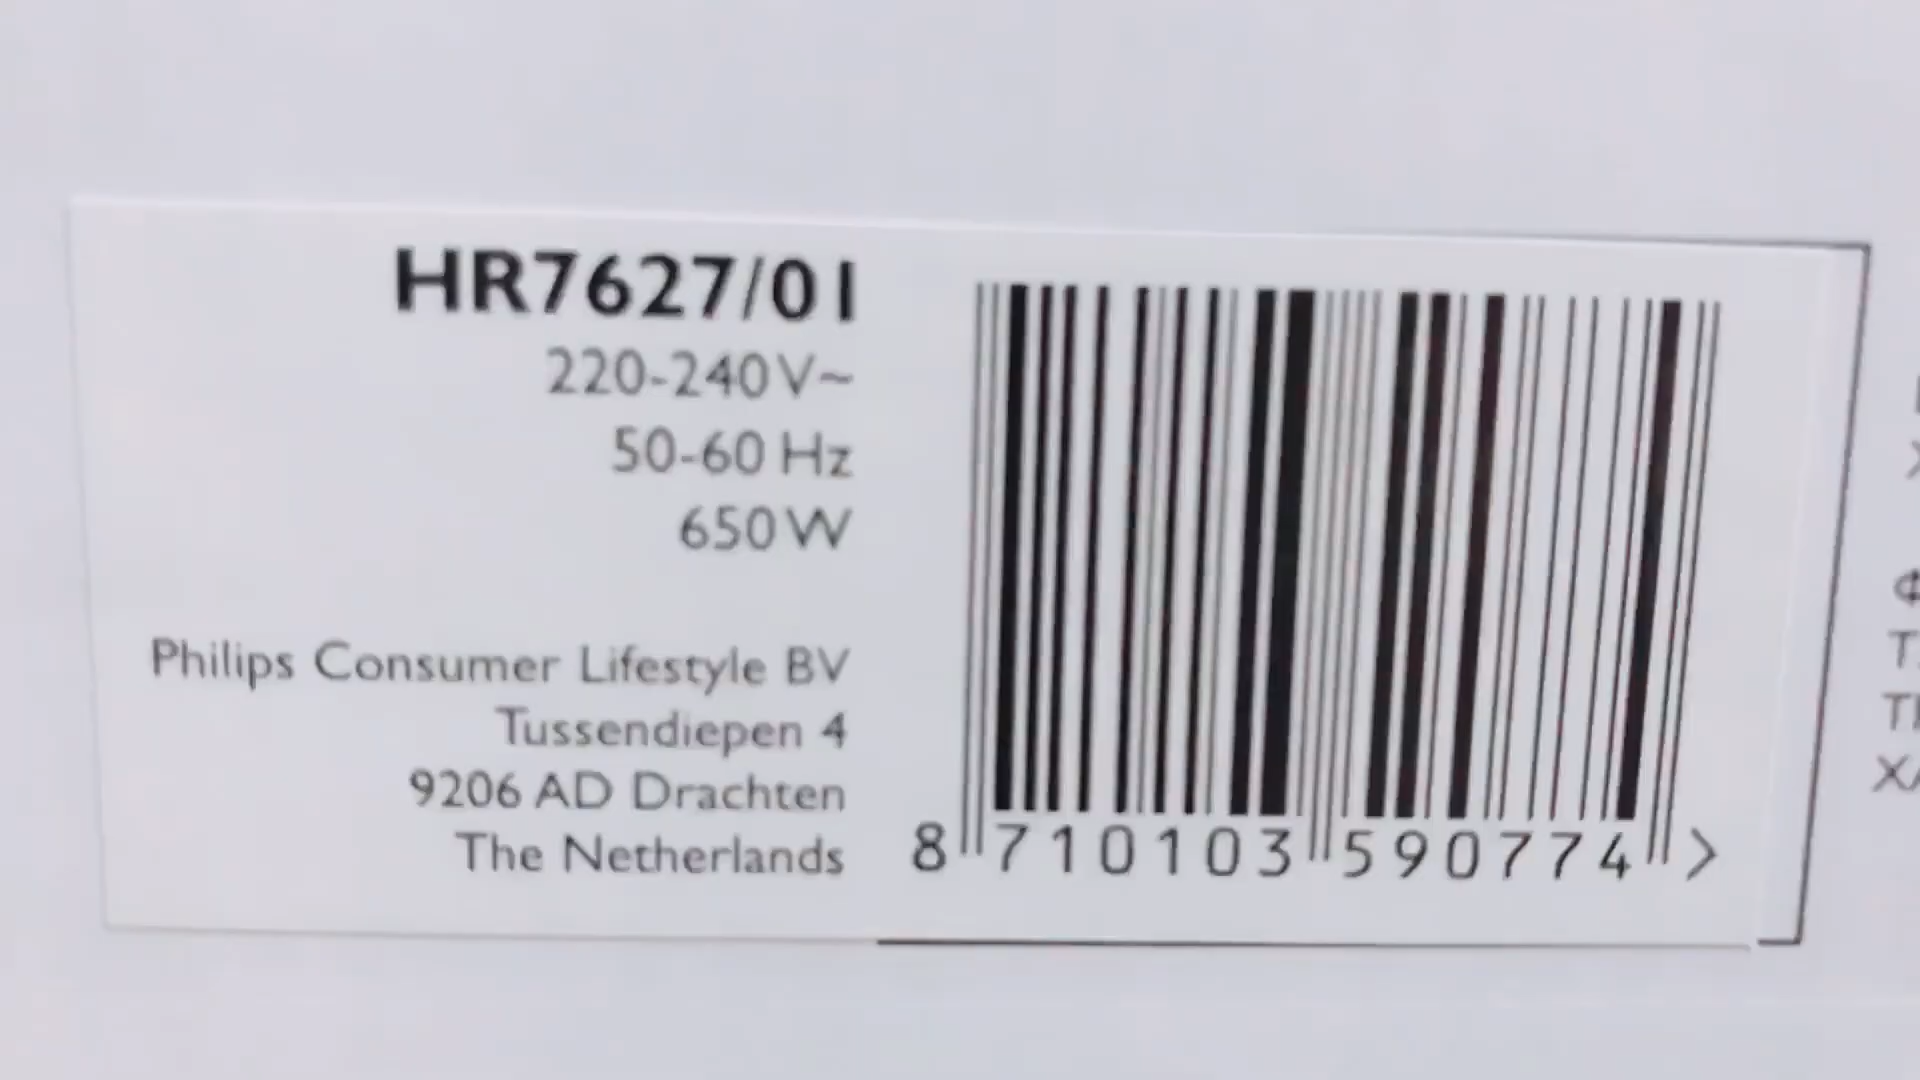 HR7627/01
220-240V~
50-60 Hz
650W
Philips Consumer Lifestyle BV
Tussendiepen 4
9206 AD Drachten
The Netherlands
8 710103 590774 >